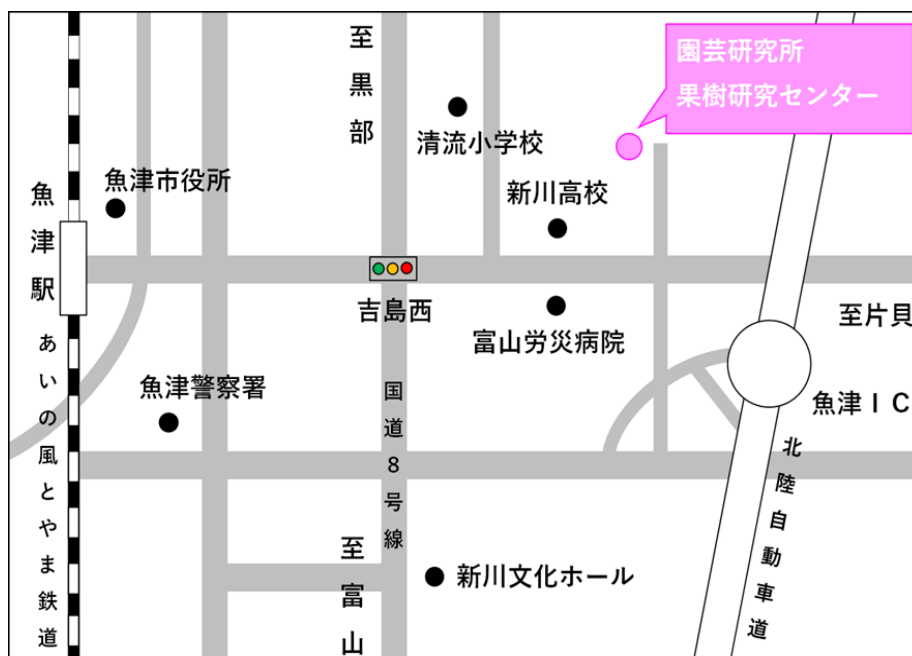 園芸研究所
果樹研究センター
至黒部
清流小学校
魚津市役所
新川高校
魚津駅
吉島西
至片貝
富山労災病院
魚津警察署
魚津ＩＣ
国道８号線
あいの風とやま鉄道
北陸自動車道
至富山
新川文化ホール